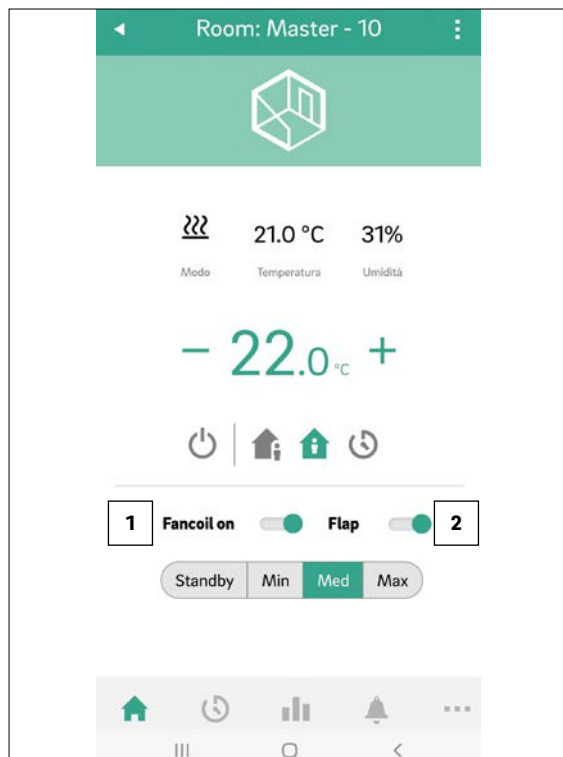 Room: Master - 10
21.0 °C 31%
Modo Temperatura Umidità
22.0 °C
1 Fancoil on Flap 2
Standby Min Med Max